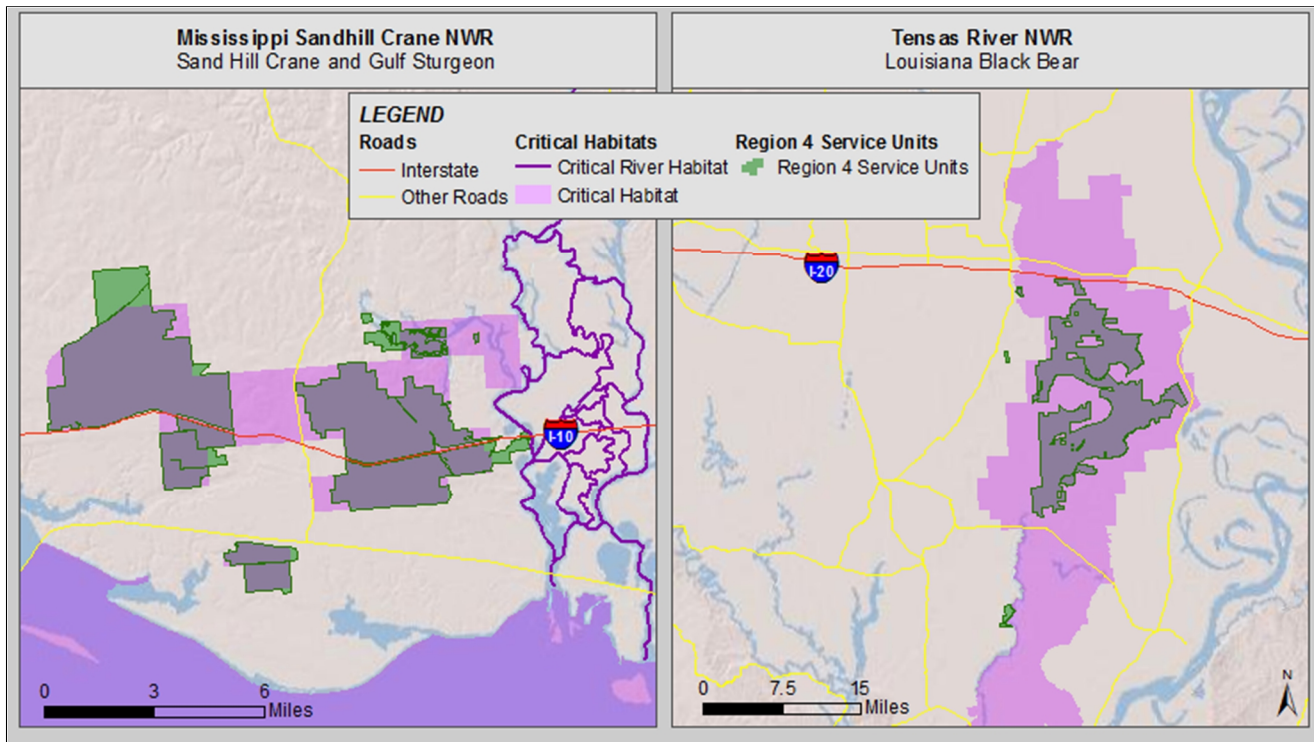 Mississippi Sandhill Crane NWR
Sand Hill Crane and Gulf Sturgeon
Tensas River NWR
Louisiana Black Bear
LEGEND
Roads
Interstate
Other Roads
Critical Habitats
Critical River Habitat
Critical Habitat
Region 4 Service Units
Region 4 Service Units
I-10
I-20
0 3 6 Miles
0 7.5 15 Miles
N